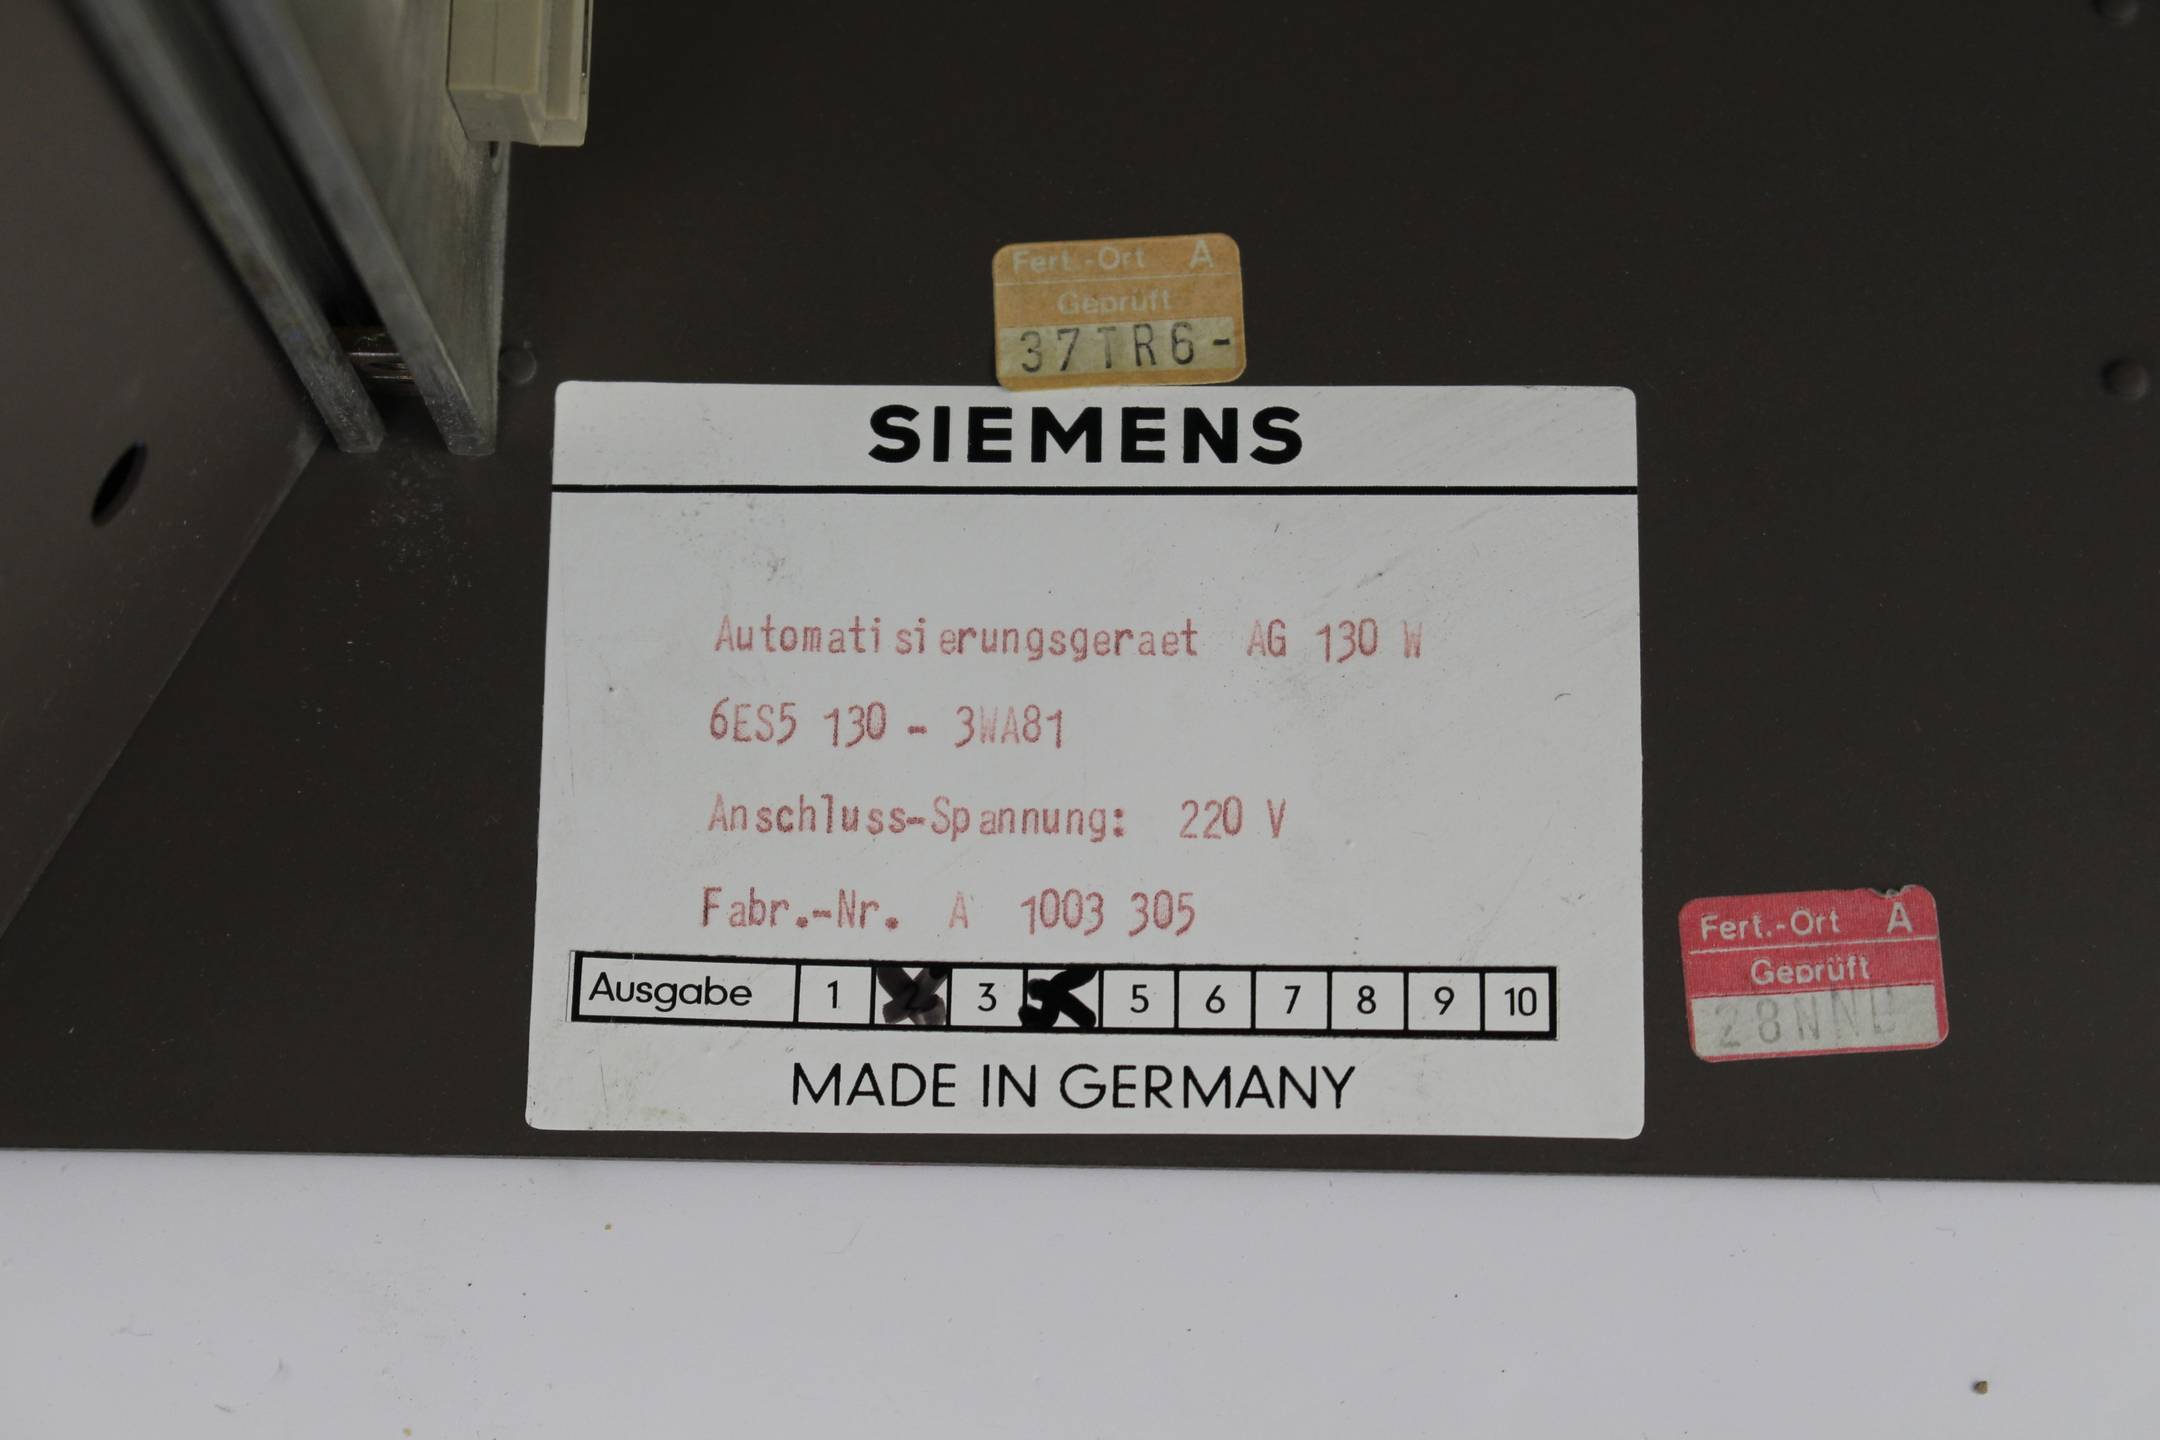 Fert.-Ort A
Geprüft
37TR6-
SIEMENS
Automatisierungsgeraet AG 130 W
6ES5 130 - 3WA81
Anschluss-Spannung: 220 V
Fabr.-Nr. A 1003 305
Ausgabe 1 2 3 5 6 7 8 9 10
MADE IN GERMANY
Fert.-Ort A
Geprüft